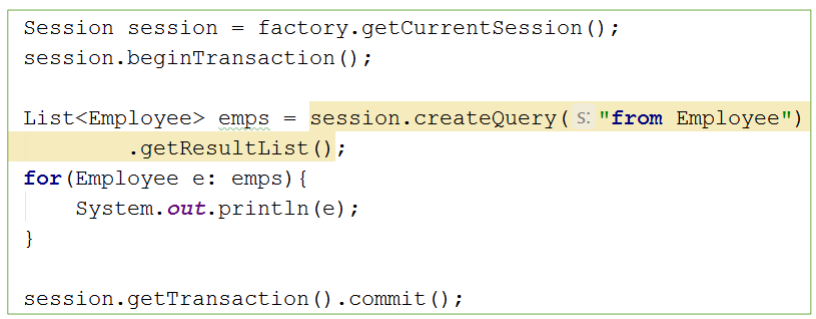 Session session = factory.getCurrentSession();
session.beginTransaction();
List<Employee> emps = session.createQuery( s: "from Employee")
.getResultList();
for(Employee e: emps){
System.out.println(e);
}
session.getTransaction().commit();